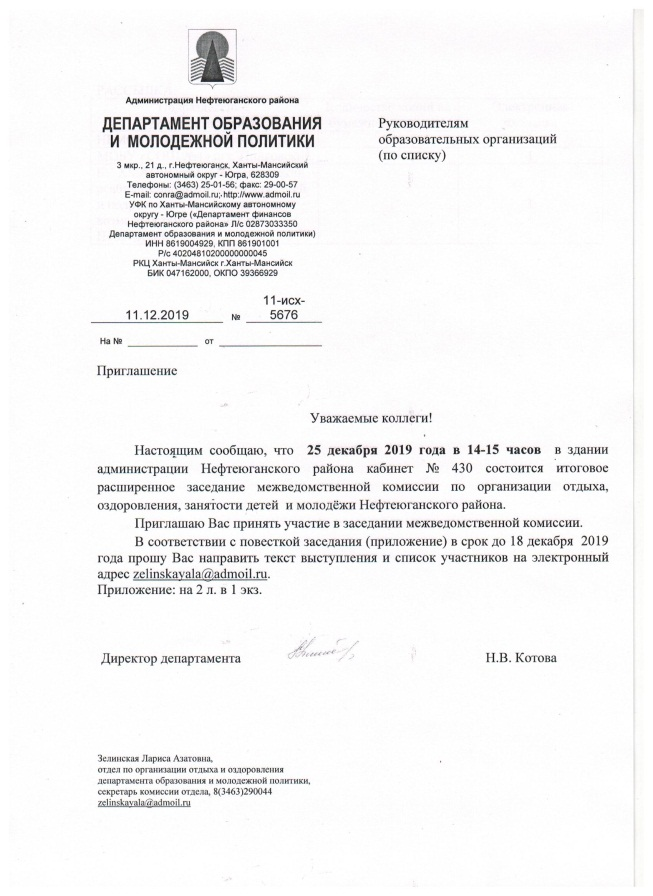 Администрация Нефтеюганского района
ДЕПАРТАМЕНТ ОБРАЗОВАНИЯ
И МОЛОДЕЖНОЙ ПОЛИТИКИ
3 мкр., 21 д., г.Нефтеюганск, Ханты-Мансийский
автономный округ - Югра, 628309
Телефоны: (3463) 25-01-56; факс: 29-00-57
E-mail: conra@admoil.ru; http://www.admoil.ru
УФК по Ханты-Мансийскому автономному
округу - Югре («Департамент финансов
Нефтеюганского района» Л/с 02873033350
Департамент образования и молодежной политики)
ИНН 8619004929, КПП 861901001
Р/с 40204810200000000045
РКЦ Ханты-Мансийск г.Ханты-Мансийск
БИК 047162000, ОКПО 39366929
Руководителям
образовательных организаций
(по списку)
11-исх-
11.12.2019 № 5676
На № от
Приглашение
Уважаемые коллеги!
Настоящим сообщаю, что 25 декабря 2019 года в 14-15 часов в здании
администрации Нефтеюганского района кабинет № 430 состоится итоговое
расширенное заседание межведомственной комиссии по организации отдыха,
оздоровления, занятости детей и молодёжи Нефтеюганского района.
Приглашаю Вас принять участие в заседании межведомственной комиссии.
В соответствии с повесткой заседания (приложение) в срок до 18 декабря 2019
года прошу Вас направить текст выступления и список участников на электронный
адрес zelinskayala@admoil.ru.
Приложение: на 2 л. в 1 экз.
Директор департамента Н.В. Котова
Зелинская Лариса Азатовна,
отдел по организации отдыха и оздоровления
департамента образования и молодежной политики,
секретарь комиссии отдела, 8(3463)290044
zelinskayala@admoil.ru